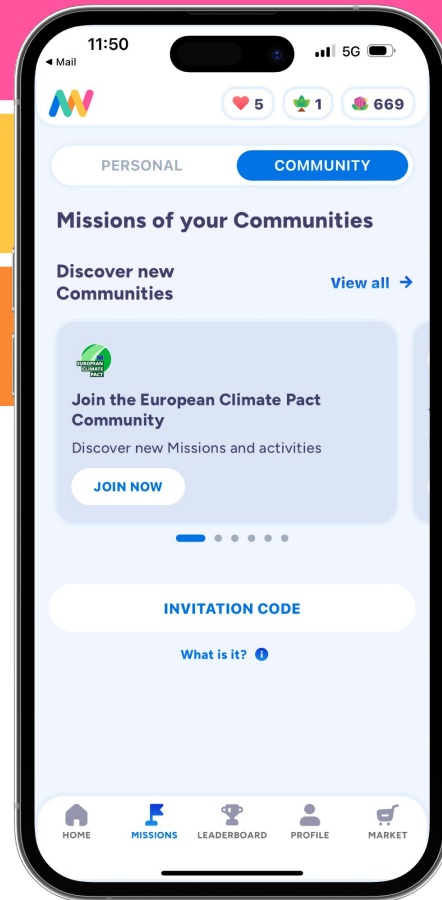 11:50
5G
◄ Mail
5
1
669
PERSONAL
COMMUNITY
Missions of your Communities
Discover new
Communities
View all →
EUROPEAN
CLIMATE
PACT
Join the European Climate Pact
Community
Discover new Missions and activities
JOIN NOW
INVITATION CODE
What is it?
HOME
MISSIONS
LEADERBOARD
PROFILE
MARKET